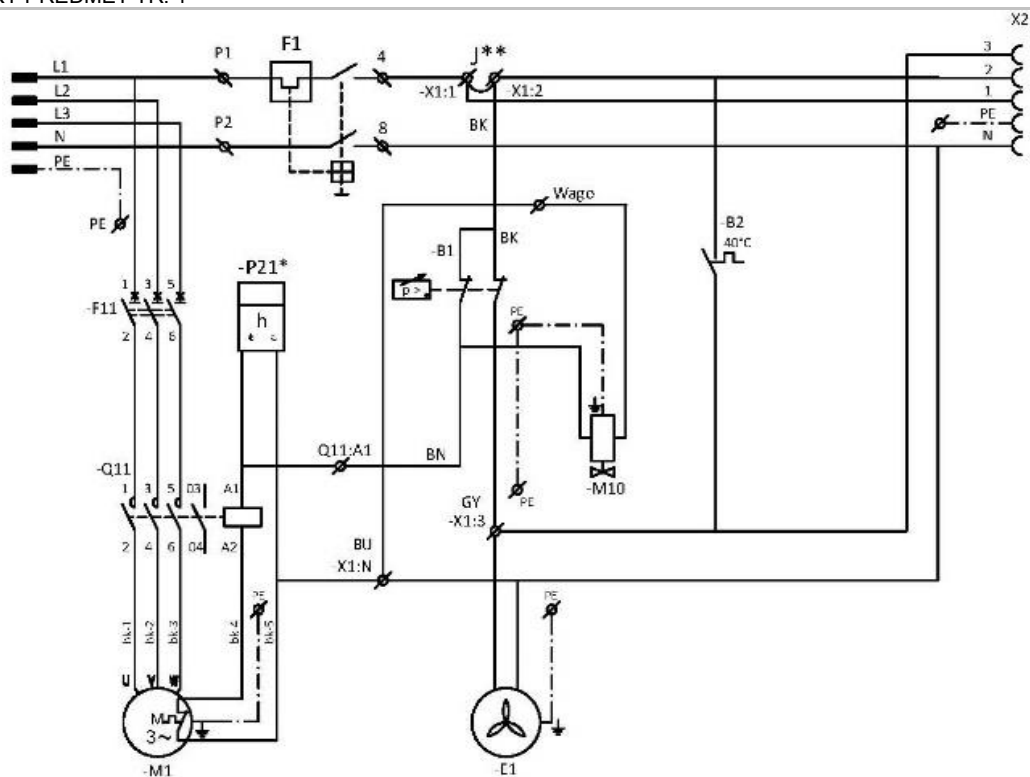 X2
F1
P1
4
J**
3
L1
2
-X1:1
-X1:2
L2
1
L3
P2
8
BK
PE
N
N
PE
Wago
PE
-B1
BK
-B2
40°C
-P21*
p >
1 3 5
-F11
h
PE
2 4 6
Q11:A1
BN
-Q11
-M10
1 3 5 03 A1
PE
GY
-X1:3
2 4 6 04 A2
BU
-X1:N
PE
PE
bk-1
bk-2
bk-3
bk-4
bk-5
U V W
M
3~
-M1
-E1